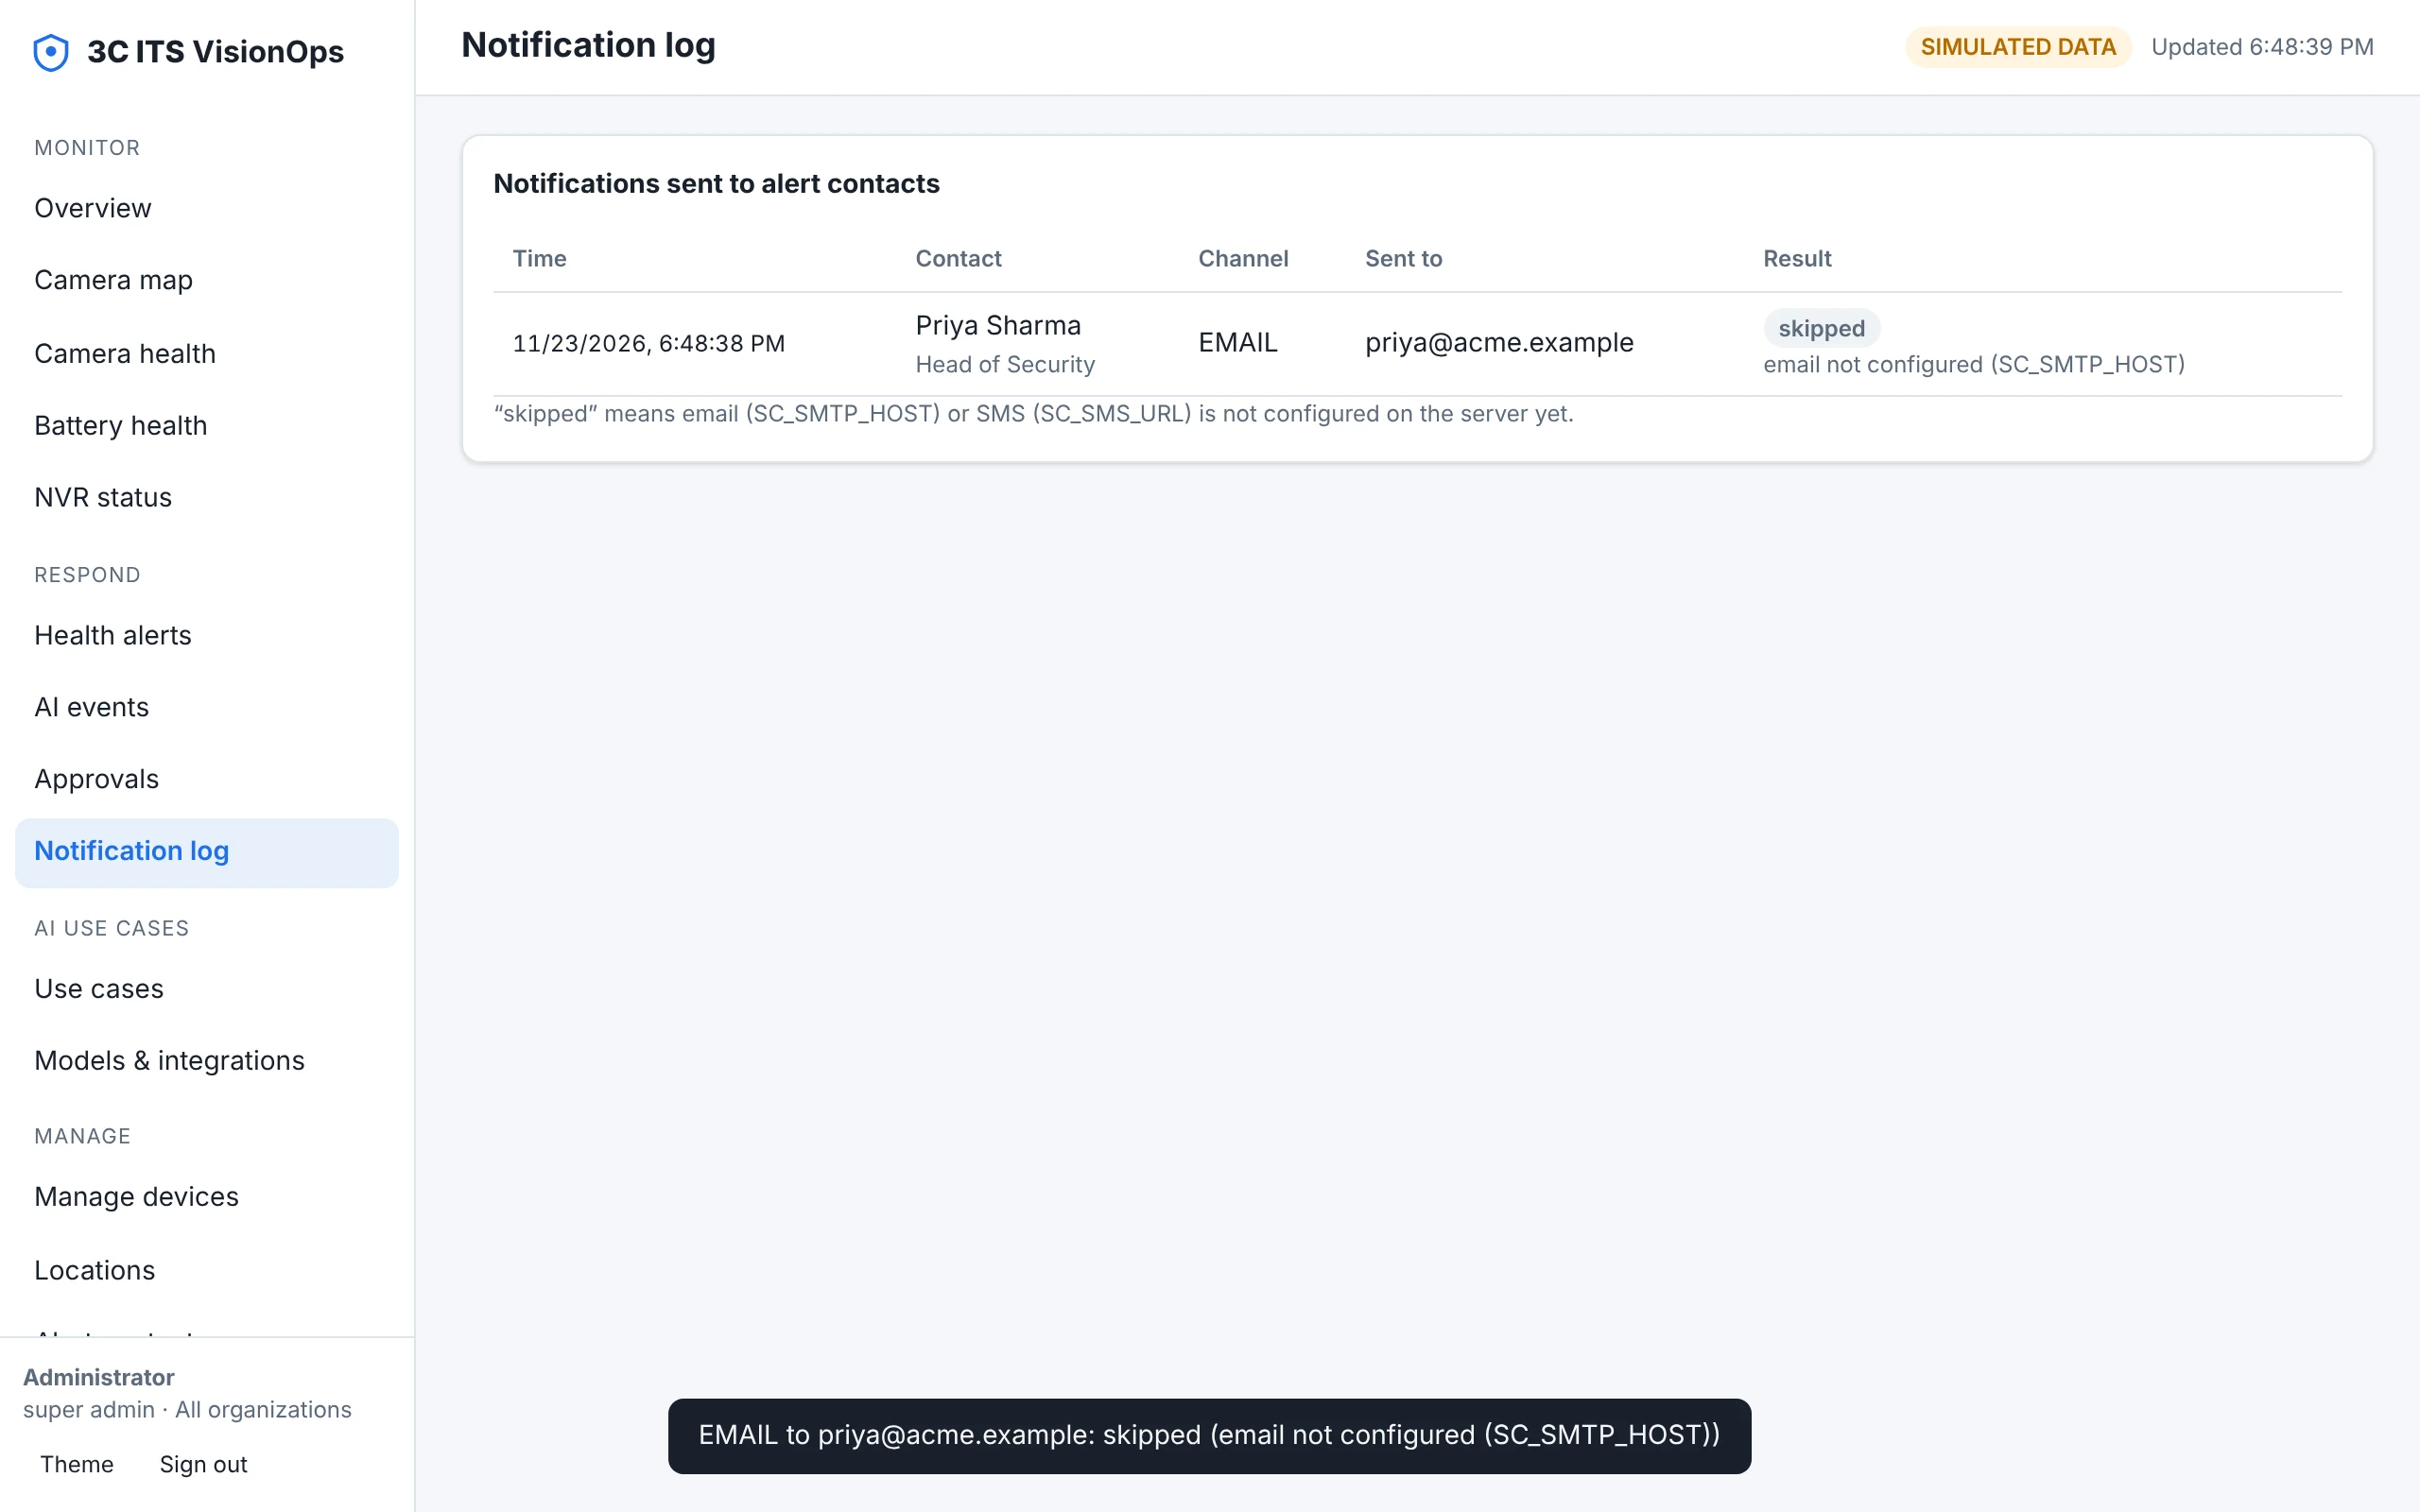 3C ITS VisionOps
MONITOR
Overview
Camera map
Camera health
Battery health
NVR status
RESPOND
Health alerts
AI events
Approvals
Notification log
AI USE CASES
Use cases
Models & integrations
MANAGE
Manage devices
Locations
Administrator
super admin · All organizations
Theme Sign out
Notification log
SIMULATED DATA Updated 6:48:39 PM
Notifications sent to alert contacts
Time Contact Channel Sent to Result
11/23/2026, 6:48:38 PM Priya Sharma EMAIL priya@acme.example skipped
Head of Security email not configured (SC_SMTP_HOST)
“skipped” means email (SC_SMTP_HOST) or SMS (SC_SMS_URL) is not configured on the server yet.
EMAIL to priya@acme.example: skipped (email not configured (SC_SMTP_HOST))